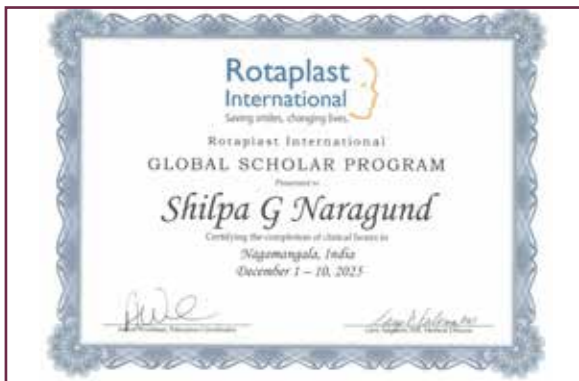 Rotaplast
International
Saving smiles, changing lives.
Rotaplast International
GLOBAL SCHOLAR PROGRAM
Presented to
Shilpa G Naragund
Certifying the completion of clinical hours in
Nagamangala, India
December 1 – 10, 2025